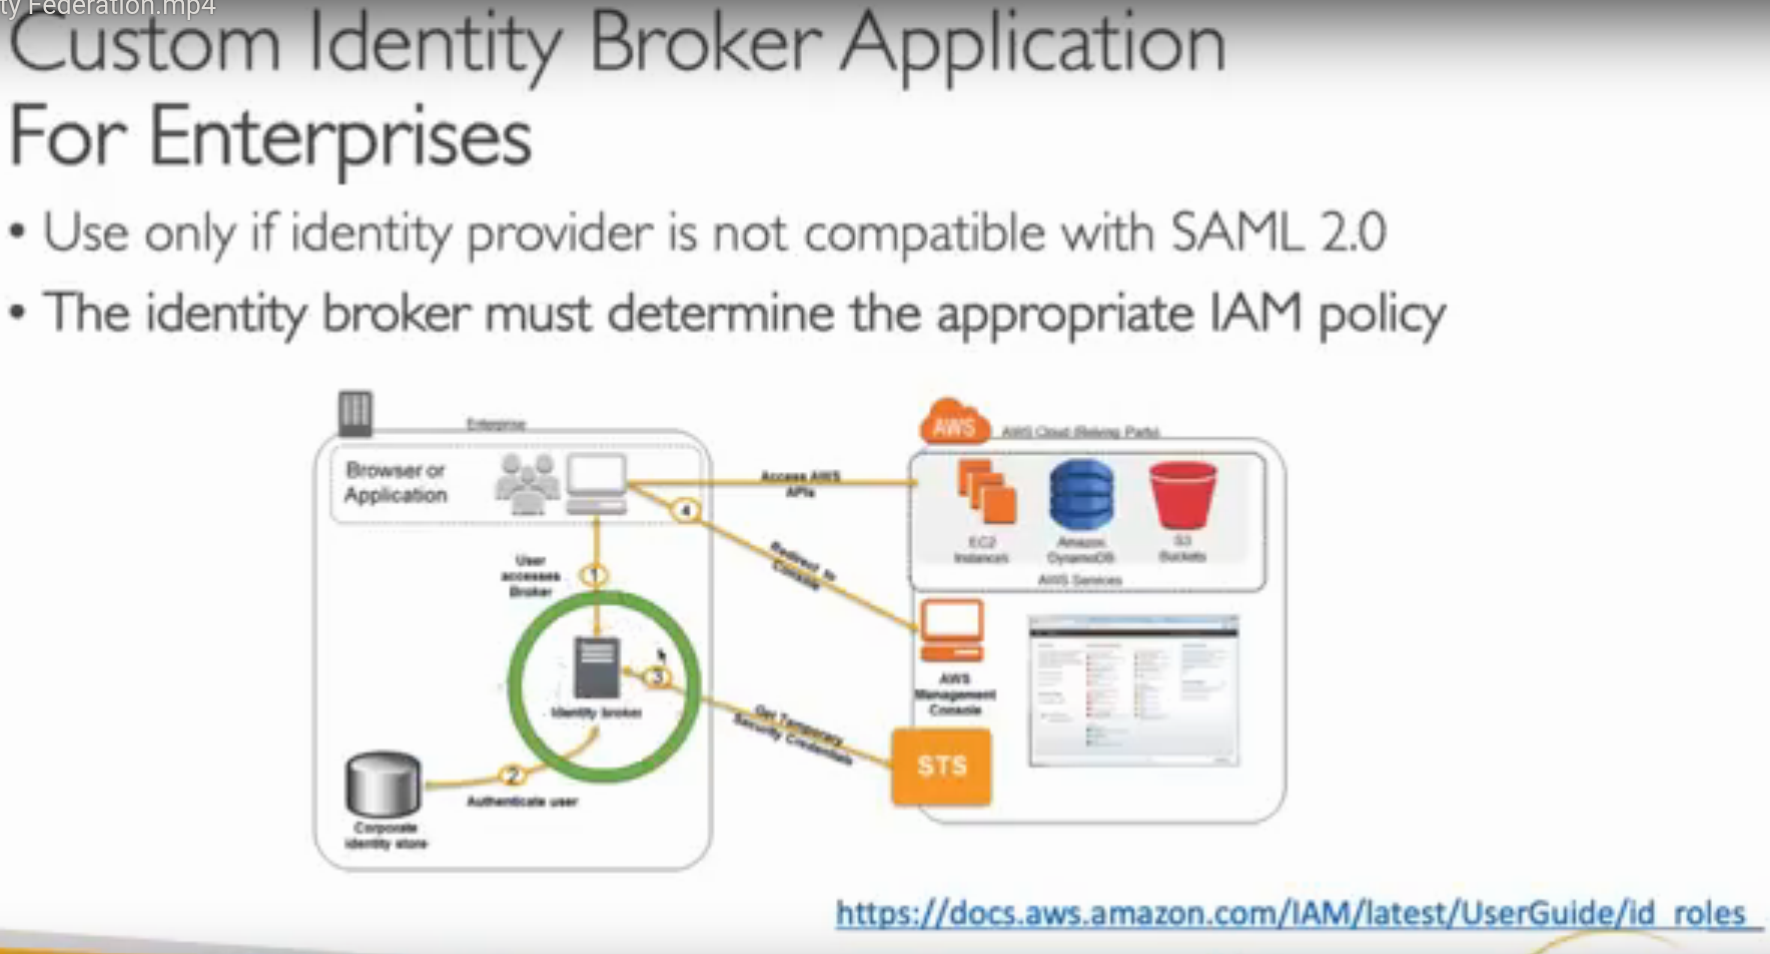 ty Federation.mp4
Custom Identity Broker Application
For Enterprises
• Use only if identity provider is not compatible with SAML 2.0
• The identity broker must determine the appropriate IAM policy
Enterprise
Browser or
Application
AWS
AWS Cloud (Relying Party)
Access AWS
APIs
4
EC2
Instances
Amazon
DynamoDB
S3
Buckets
AWS Services
Redirect to
Console
User
accesses
Broker
1
Identity broker
3
AWS
Management
Console
Get Temporary
Security Credentials
STS
2
Authenticate user
Corporate
identity store
https://docs.aws.amazon.com/IAM/latest/UserGuide/id_roles_